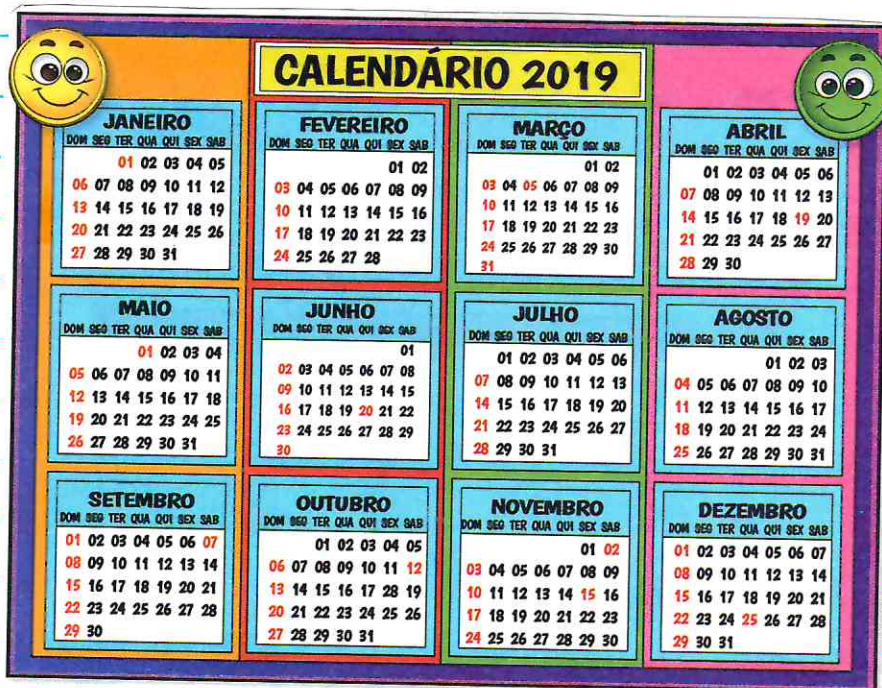 CALENDÁRIO 2019
JANEIRO
DOM SEG TER QUA QUI SEX SAB
01 02 03 04 05
06 07 08 09 10 11 12
13 14 15 16 17 18 19
20 21 22 23 24 25 26
27 28 29 30 31
FEVEREIRO
DOM SEG TER QUA QUI SEX SAB
01 02
03 04 05 06 07 08 09
10 11 12 13 14 15 16
17 18 19 20 21 22 23
24 25 26 27 28
MARÇO
DOM SEG TER QUA QUI SEX SAB
01 02
03 04 05 06 07 08 09
10 11 12 13 14 15 16
17 18 19 20 21 22 23
24 25 26 27 28 29 30
31
ABRIL
DOM SEG TER QUA QUI SEX SAB
01 02 03 04 05 06
07 08 09 10 11 12 13
14 15 16 17 18 19 20
21 22 23 24 25 26 27
28 29 30
MAIO
DOM SEG TER QUA QUI SEX SAB
01 02 03 04
05 06 07 08 09 10 11
12 13 14 15 16 17 18
19 20 21 22 23 24 25
26 27 28 29 30 31
JUNHO
DOM SEG TER QUA QUI SEX SAB
01
02 03 04 05 06 07 08
09 10 11 12 13 14 15
16 17 18 19 20 21 22
23 24 25 26 27 28 29
30
JULHO
DOM SEG TER QUA QUI SEX SAB
01 02 03 04 05 06
07 08 09 10 11 12 13
14 15 16 17 18 19 20
21 22 23 24 25 26 27
28 29 30 31
AGOSTO
DOM SEG TER QUA QUI SEX SAB
01 02 03
04 05 06 07 08 09 10
11 12 13 14 15 16 17
18 19 20 21 22 23 24
25 26 27 28 29 30 31
SETEMBRO
DOM SEG TER QUA QUI SEX SAB
01 02 03 04 05 06 07
08 09 10 11 12 13 14
15 16 17 18 19 20 21
22 23 24 25 26 27 28
29 30
OUTUBRO
DOM SEG TER QUA QUI SEX SAB
01 02 03 04 05
06 07 08 09 10 11 12
13 14 15 16 17 28 19
20 21 22 23 24 25 26
27 28 29 30 31
NOVEMBRO
DOM SEG TER QUA QUI SEX SAB
01 02
03 04 05 06 07 08 09
10 11 12 13 14 15 16
17 18 19 20 21 22 23
24 25 26 27 28 29 30
DEZEMBRO
DOM SEG TER QUA QUI SEX SAB
01 02 03 04 05 06 07
08 09 10 11 12 13 14
15 16 17 18 19 20 21
22 23 24 25 26 27 28
29 30 31